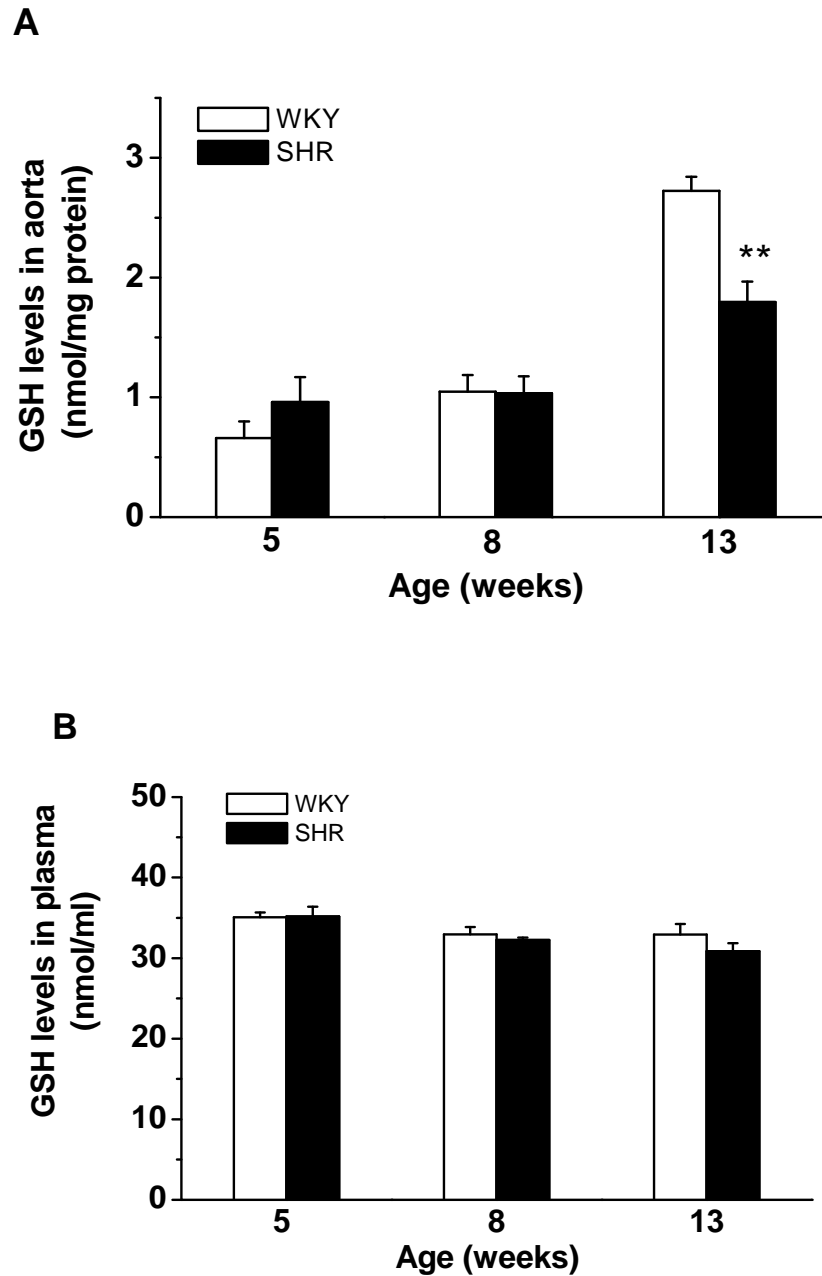 A
GSH levels in aorta
(nmol/mg protein)
3
2
1
0
WKY
SHR
**
5 8 13
Age (weeks)
B
GSH levels in plasma
(nmol/ml)
50
40
30
20
10
0
WKY
SHR
5 8 13
Age (weeks)